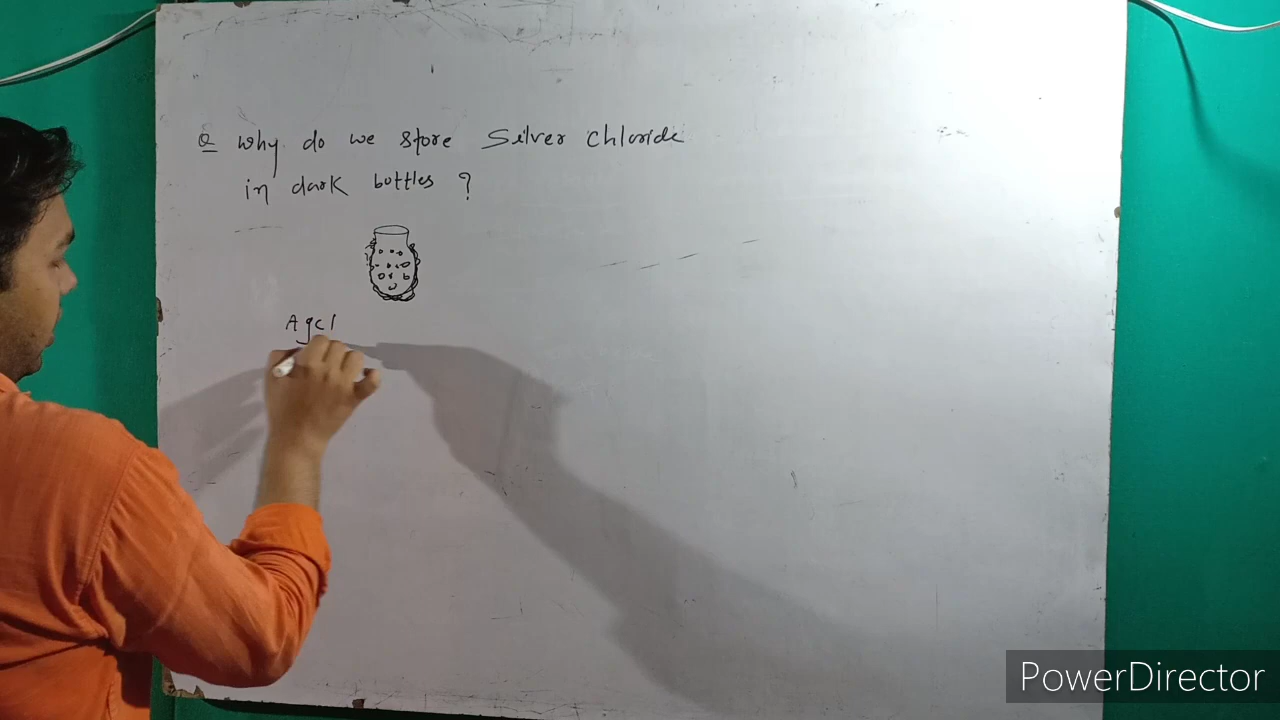 Q Why do we store Silver chloride
in dark bottles ?
Agcl
PowerDirector